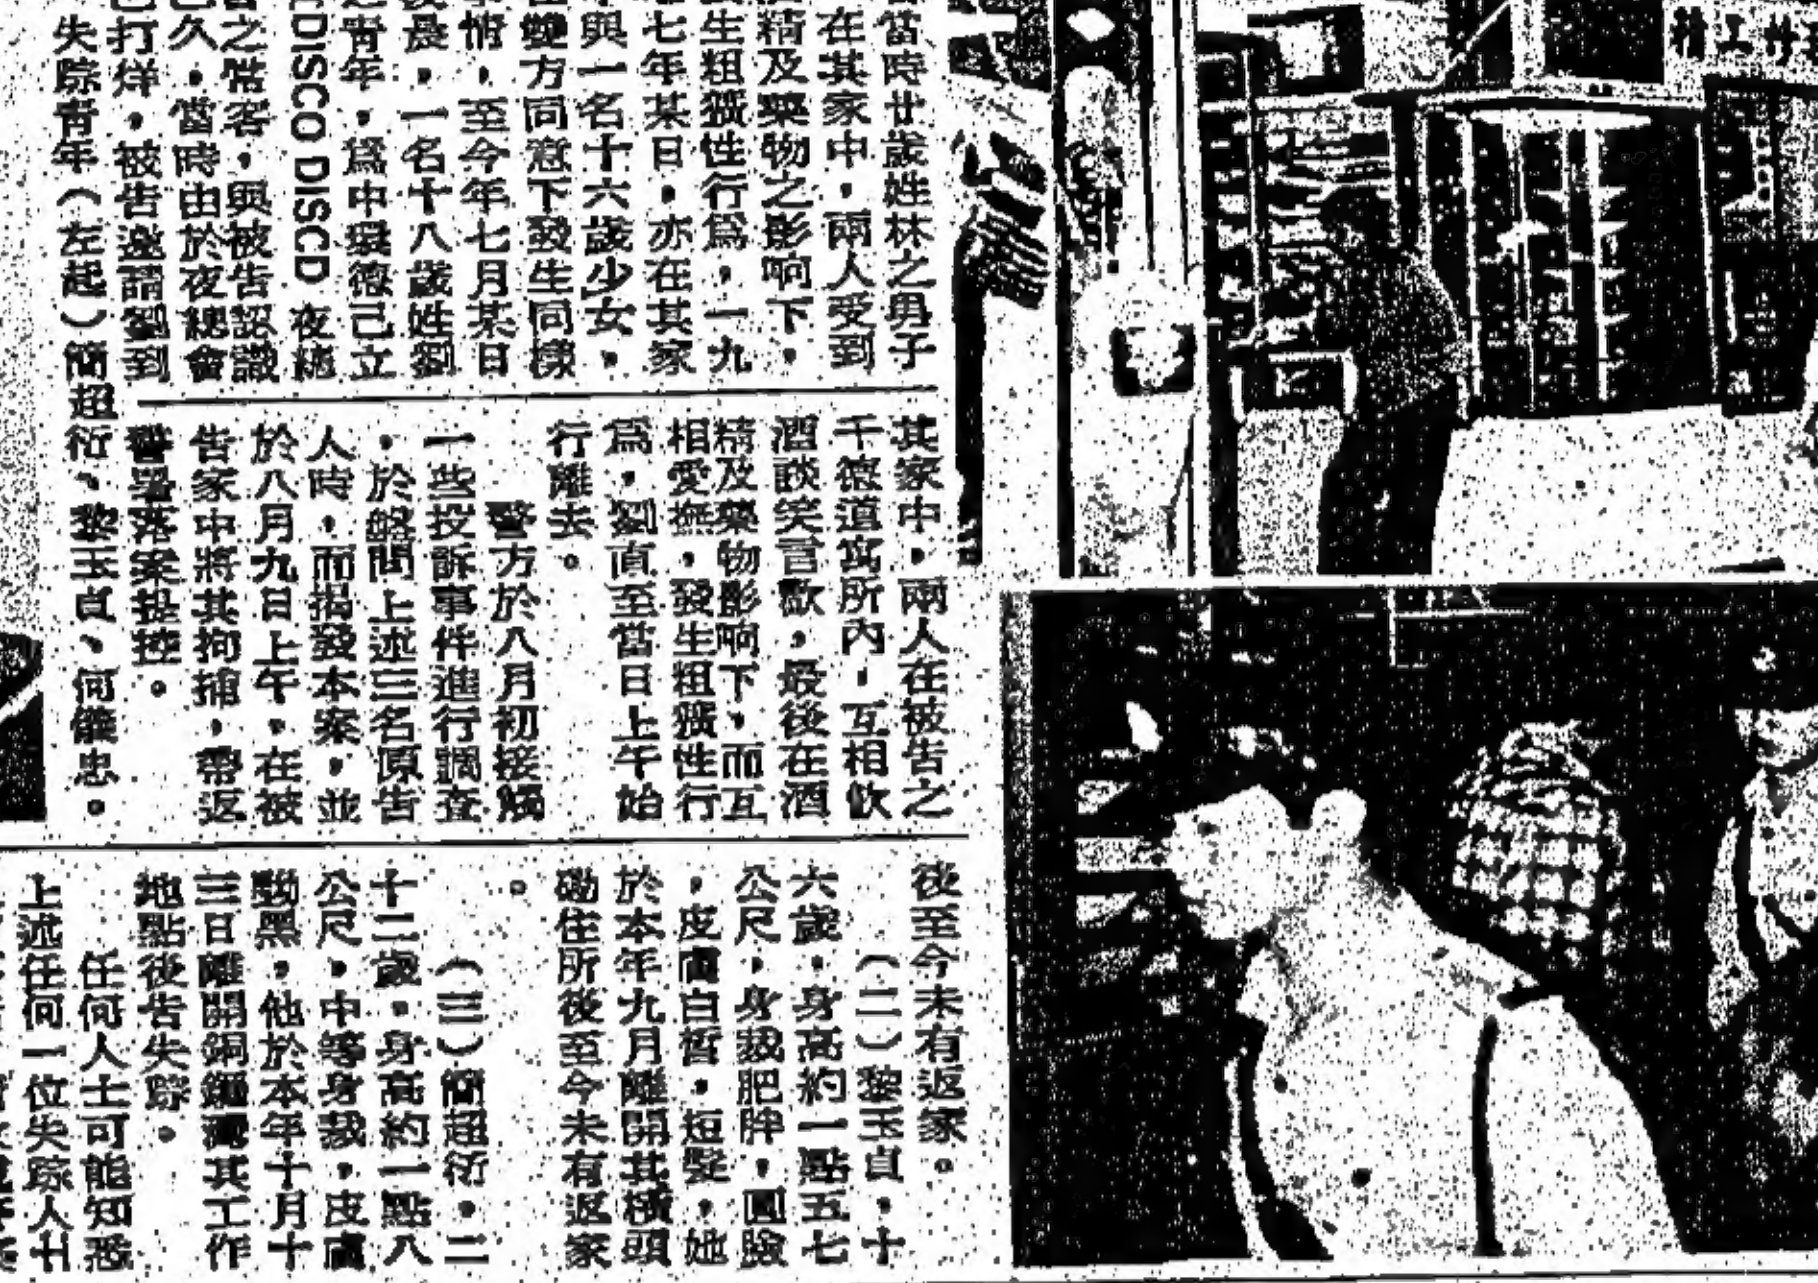 當時廿歲姓林之男子
在其家中，兩人受到
精及藥物之影响下，
生粗獷性行爲，一九
七年某日，亦在其家
與一名十六歲少女，
雙方同意下發生同樣
情，至今年七月某日
晨，一名十八歲姓劉
青年，爲中環德己立
DISCO DISCD 夜總
之常客，與被告認識
久，當時由於夜總會
打烊，被告邀請劉到
其家中，兩人在被告之
干德道寓所內，互相飲
酒談笑言歡，最後在酒
精及藥物影响下，而互
相愛撫，發生粗獷性行
爲，劉直至當日上午始
行離去。
警方於八月初接觸
一些投訴事件進行調查
，於盤問上述三名原告
人時，而揭發本案，並
於八月九日上午，在被
告家中將其拘捕，帶返
警署落案提控。
失踪青年（左起）簡超衍、黎玉貞、何儀忠。
後至今未有返家。
（二）黎玉貞，十
六歲，身高約一點五七
公尺，身裁肥胖，圓臉
，皮膚白皙，短髮，她
於本年九月離開其橫頭
磡住所後至今未有返家
。
（三）簡超衍，二
十二歲，身高約一點八
公尺，中等身裁，皮膚
黝黑，他於本年十月十
三日離開銅鑼灣其工作
地點後告失踪。
任何人士可能知悉
上述任何一位失踪人士
精工